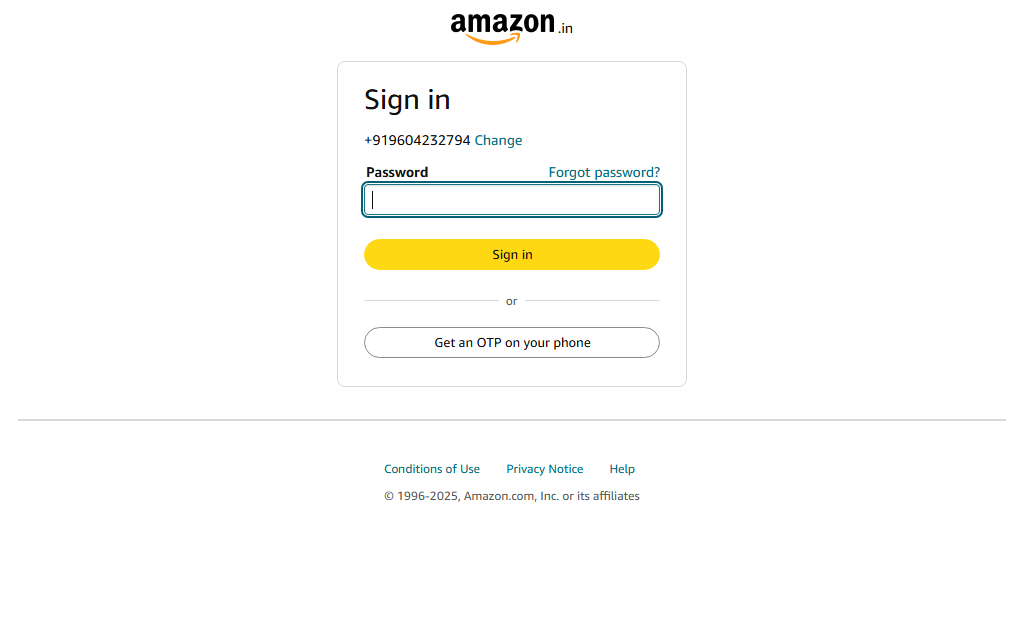 amazon.in
Sign in
+919604232794 Change
Password Forgot password?
Sign in
or
Get an OTP on your phone
Conditions of Use Privacy Notice Help
© 1996-2025, Amazon.com, Inc. or its affiliates